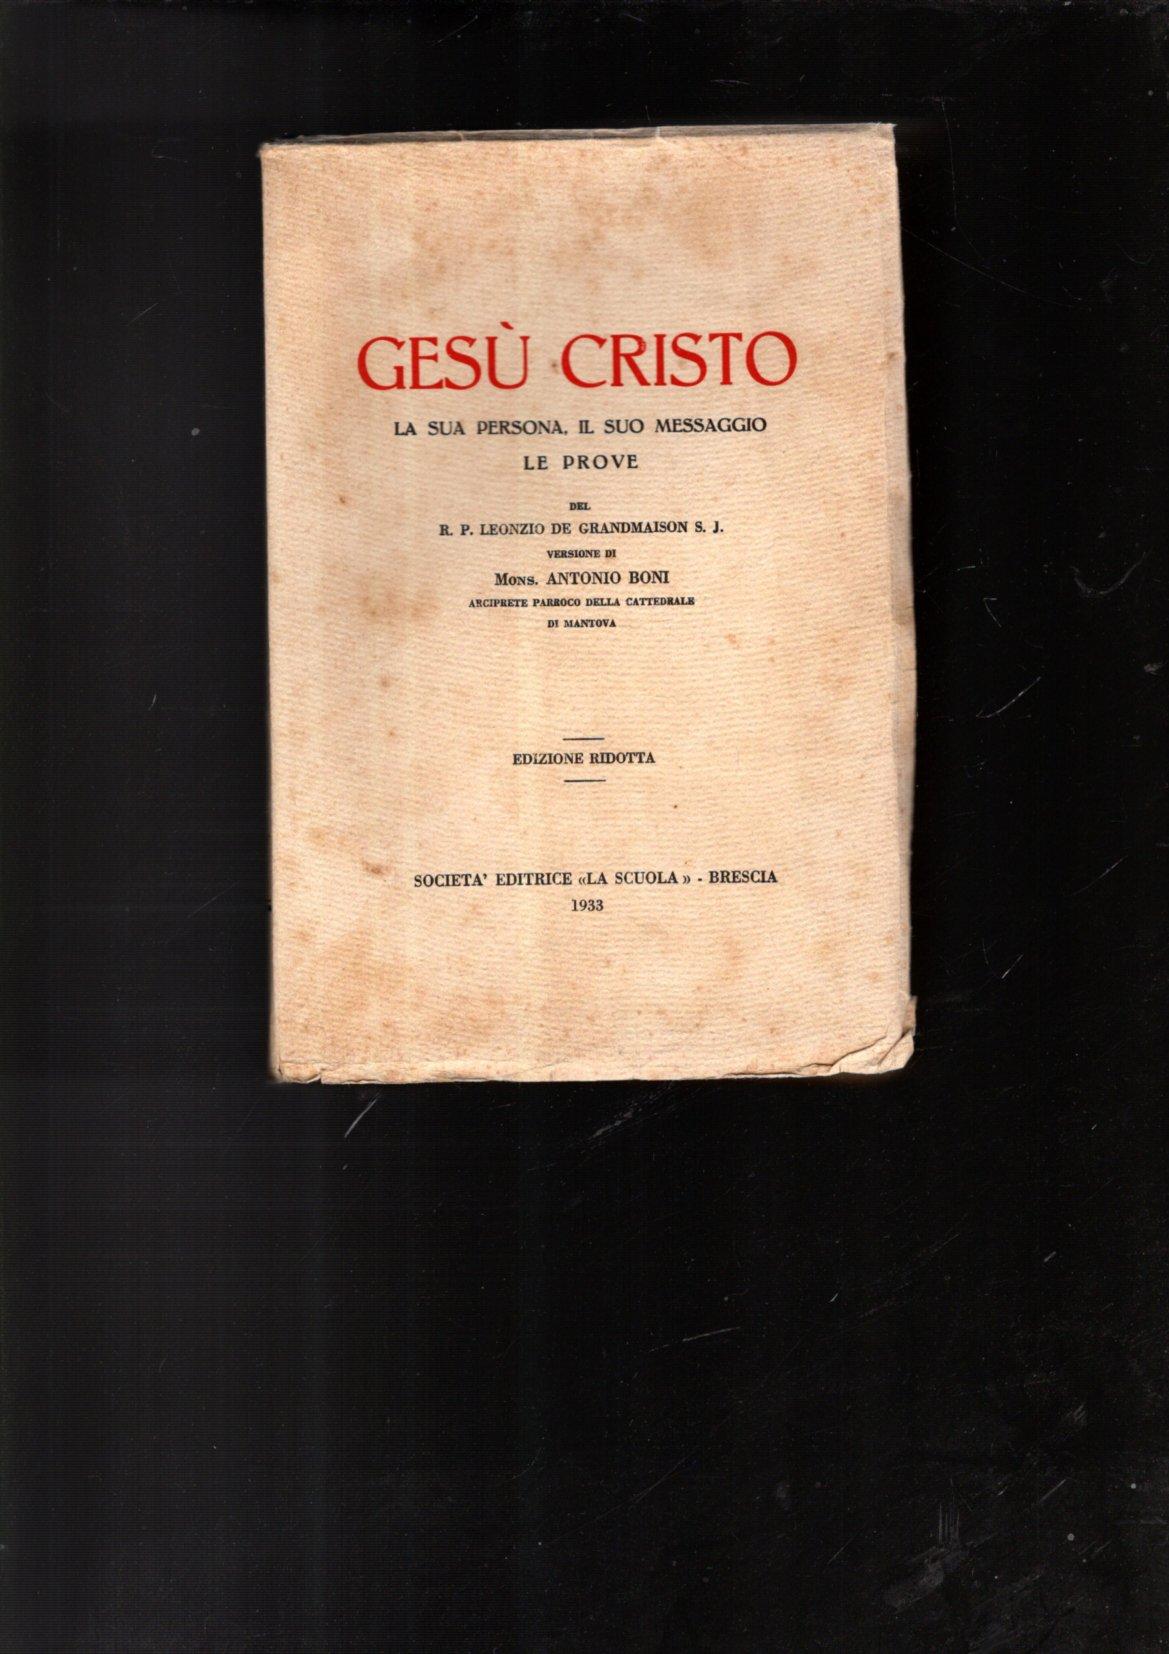 GESÙ CRISTO
LA SUA PERSONA, IL SUO MESSAGGIO
LE PROVE
DEL
R. P. LEONZIO DE GRANDMAISON S. J.
VERSIONE DI
Mons. ANTONIO BONI
ARCIPRETE PARROCO DELLA CATTEDRALE
DI MANTOVA
EDIZIONE RIDOTTA
SOCIETA' EDITRICE «LA SCUOLA» - BRESCIA
1933